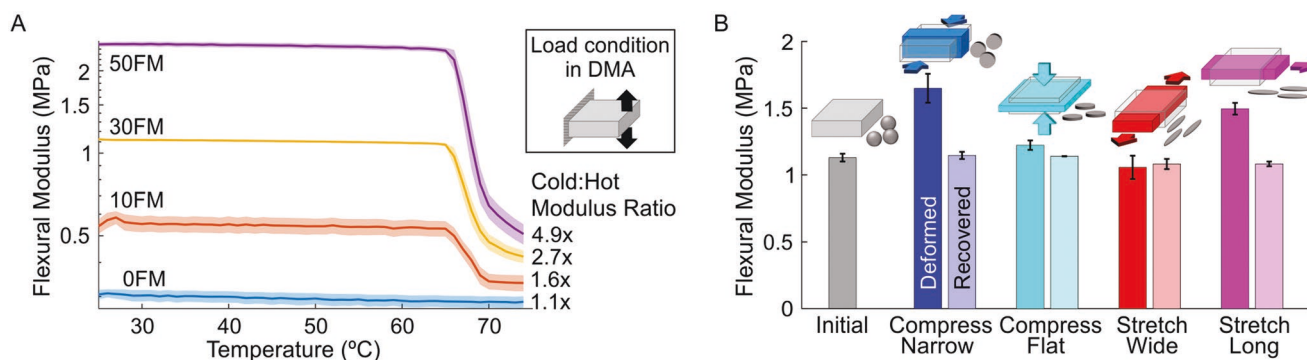 A
Flexural Modulus (MPa)
2
1.5
1
0.5
50FM
30FM
10FM
0FM
30
40
50
60
70
Temperature (ºC)
Load condition
in DMA
Cold:Hot
Modulus Ratio
4.9x
2.7x
1.6x
1.1x
B
Flexural Modulus (MPa)
2
1.5
1
0.5
0
Deformed
Recovered
Initial
Compress
Narrow
Compress
Flat
Stretch
Wide
Stretch
Long